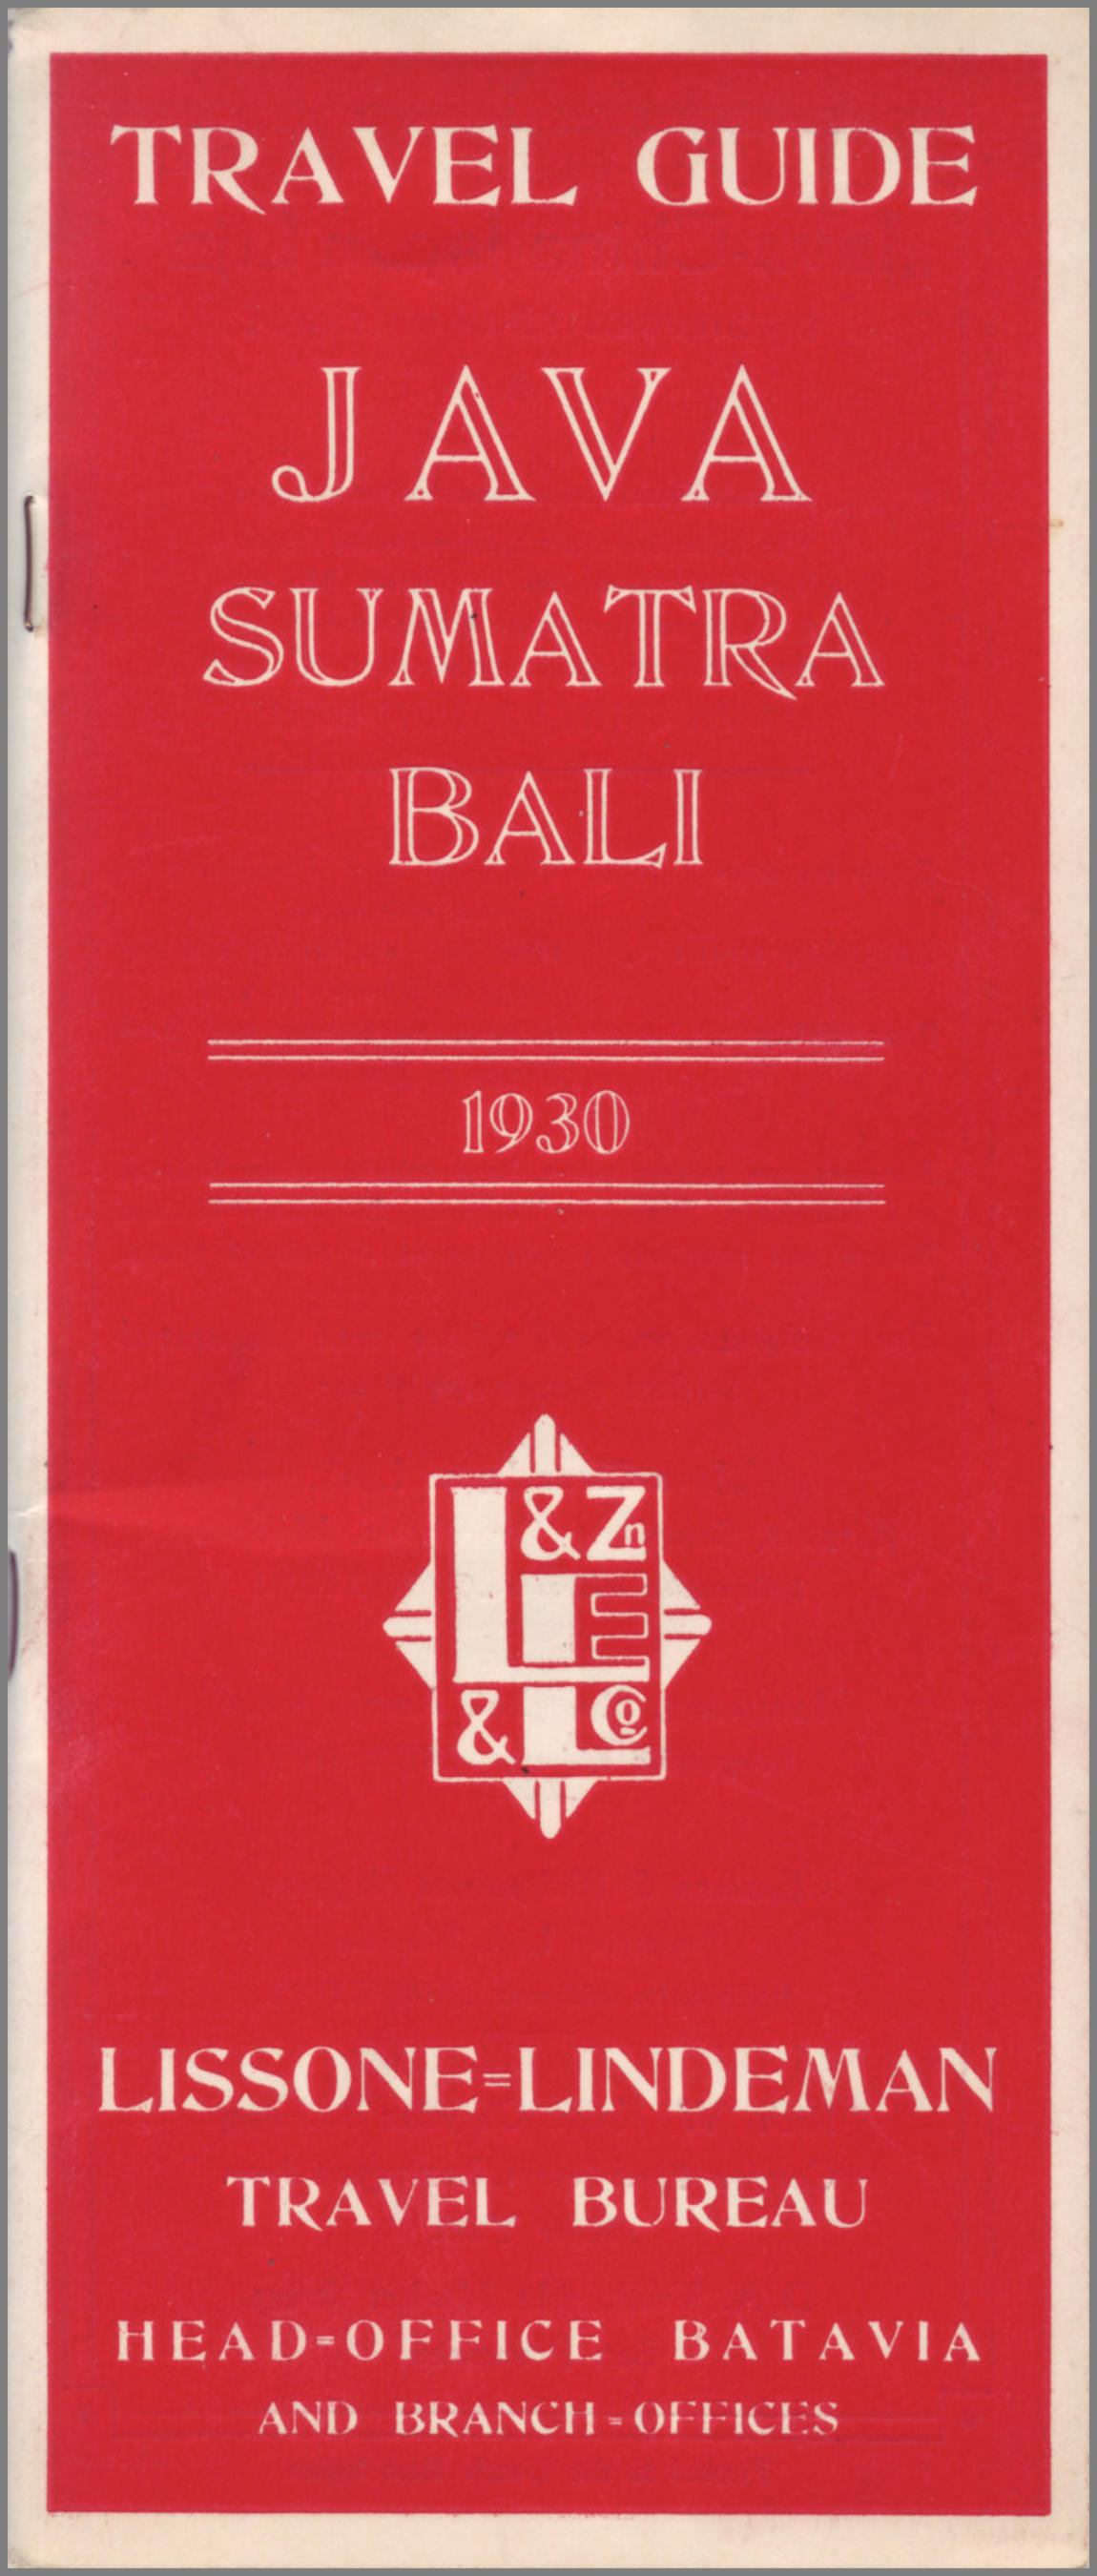 TRAVEL GUIDE
JAVA
SUMATRA
BALI
1930
L & Zn
L E
& L Co
LISSONE=LINDEMAN
TRAVEL BUREAU
HEAD=OFFICE BATAVIA
AND BRANCH=OFFICES